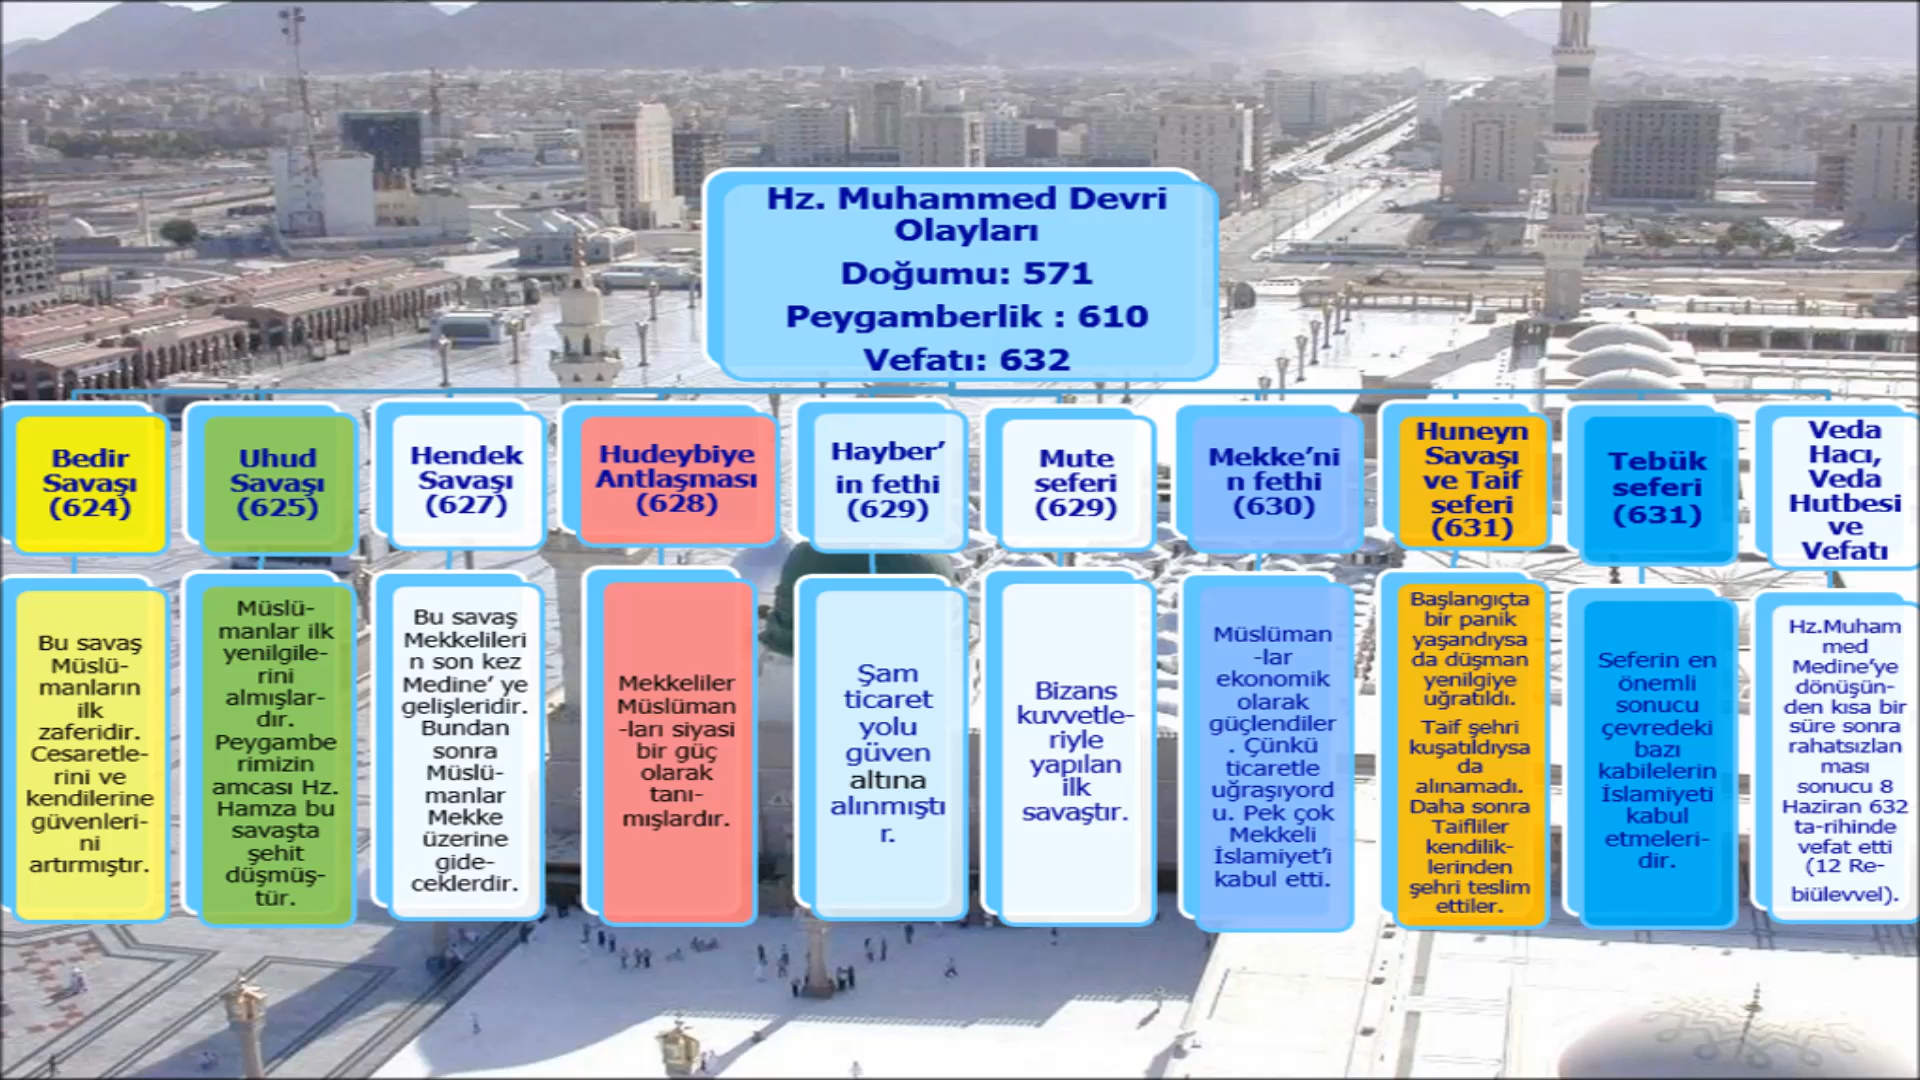 Hz. Muhammed Devri
Olayları
Doğumu: 571
Peygamberlik : 610
Vefatı: 632
Bedir
Savaşı
(624)
Uhud
Savaşı
(625)
Hendek
Savaşı
(627)
Hudeybiye
Antlaşması
(628)
Hayber’
in fethi
(629)
Mute
seferi
(629)
Mekke’ni
n fethi
(630)
Huneyn
Savaşı
ve Taif
seferi
(631)
Tebük
seferi
(631)
Veda
Hacı,
Veda
Hutbesi
ve
Vefatı
Bu savaş
Müslü-
manların
ilk
zaferidir.
Cesaretle-
rini ve
kendilerine
güvenleri-
ni
artırmıştır.
Müslü-
manlar ilk
yenilgile-
rini
almışlar-
dır.
Peygambe
rimizin
amcası Hz.
Hamza bu
savaşta
şehit
düşmüş-
tür.
Bu savaş
Mekkelileri
n son kez
Medine’ ye
gelişleridir.
Bundan
sonra
Müslü-
manlar
Mekke
üzerine
gide-
ceklerdir.
Mekkeliler
Müslüman
-ları siyasi
bir güç
olarak
tanı-
mışlardır.
Şam
ticaret
yolu
güven
altına
alınmıştı
r.
Bizans
kuvvetle-
riyle
yapılan
ilk
savaştır.
Müslüman
-lar
ekonomik
olarak
güçlendiler
. Çünkü
ticaretle
uğraşıyord
u. Pek çok
Mekkeli
İslamiyet’i
kabul etti.
Başlangıçta
bir panik
yaşandıysa
da düşman
yenilgiye
uğratıldı.
Taif şehri
kuşatıldıysa
da
alınamadı.
Daha sonra
Taifliler
kendilik-
lerinden
şehri teslim
ettiler.
Seferin en
önemli
sonucu
çevredeki
bazı
kabilelerin
İslamiyeti
kabul
etmeleri-
dir.
Hz.Muham
med
Medine’ye
dönüşün-
den kısa bir
süre sonra
rahatsızlan
ması
sonucu 8
Haziran 632
ta-rihinde
vefat etti
(12 Re-
biülevvel).